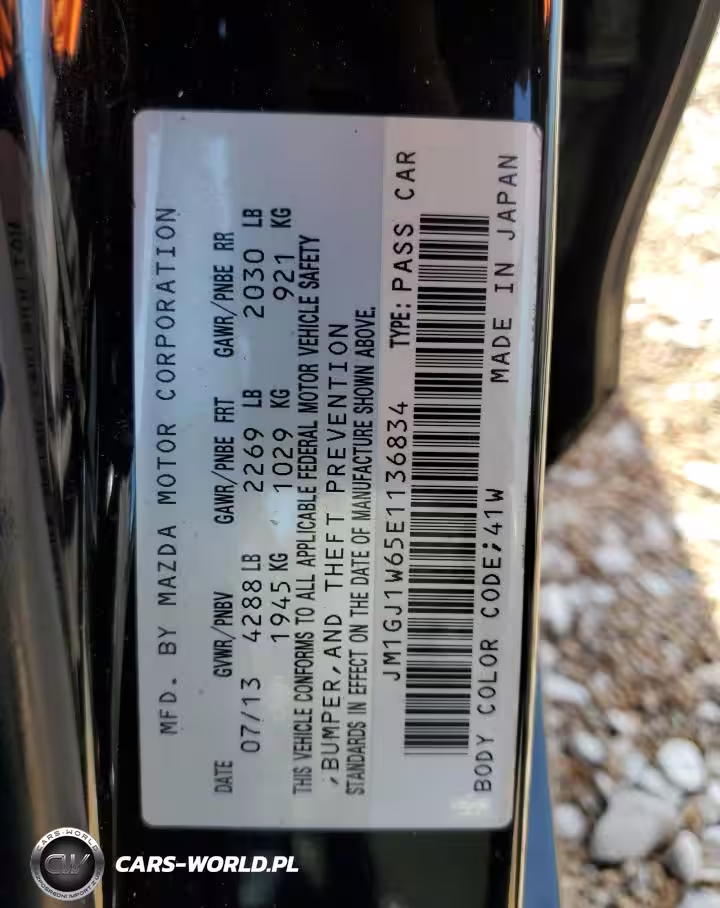 MFD. BY MAZDA MOTOR CORPORATION
DATE GVWR/PNBV GAWR/PNBE FRT GAWR/PNBE RR
07/13 4288 LB 2269 LB 2030 LB
1945 KG 1029 KG 921 KG
THIS VEHICLE CONFORMS TO ALL APPLICABLE FEDERAL MOTOR VEHICLE SAFETY
,BUMPER, AND THEFT PREVENTION
STANDARDS IN EFFECT ON THE DATE OF MANUFACTURE SHOWN ABOVE.
JM1GJ1W65E1136834 TYPE: PASS CAR
BODY COLOR CODE;41W MADE IN JAPAN
CARS-WORLD
CW
CARS-WORLD.PL